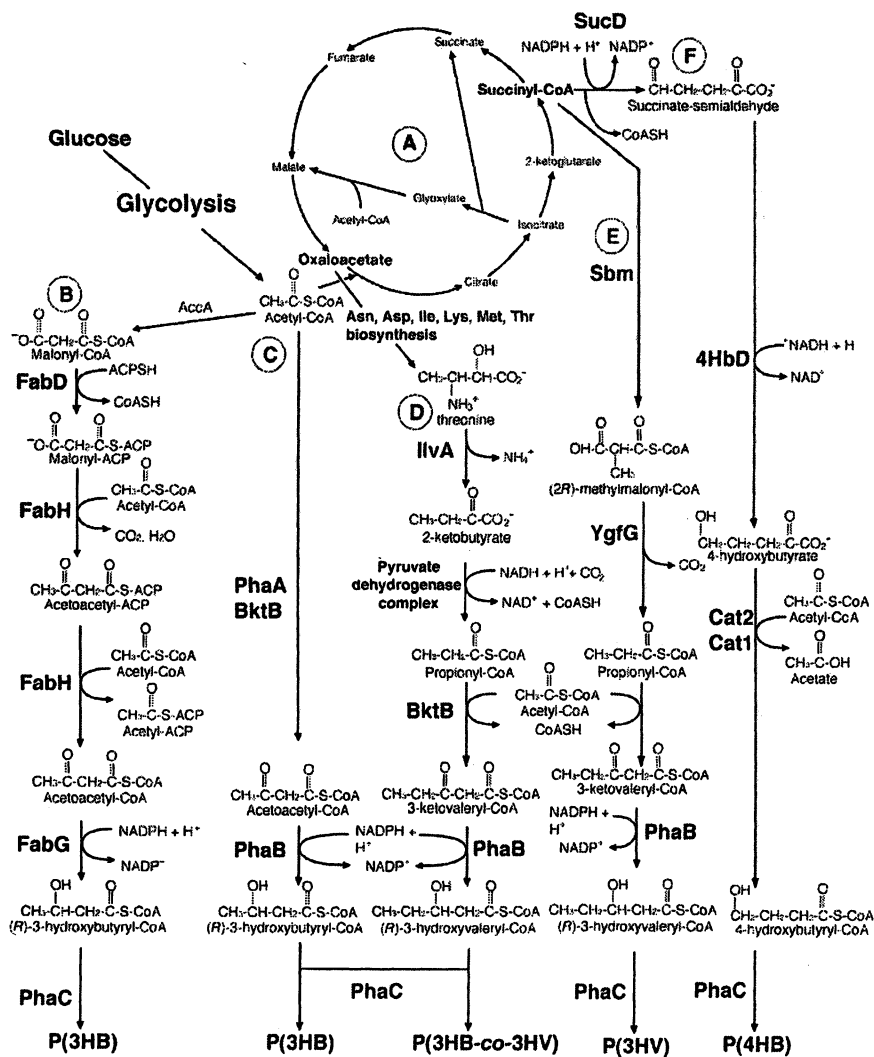 SucD
NADPH + H⁺ NADP⁺
F
Succinate
Fumarate
Succinyl-CoA
O O
CH-CH₂-CH₂-C-CO₂⁻
Succinate-semialdehyde
CoASH
Glucose
A
Malate
2-ketoglutarate
Glyoxylate
Glycolysis
Acetyl-CoA
Isocitrate
E
Sbm
Oxaloacetate
Citrate
B
AccA
O
CH₃-C-S-CoA
Acetyl-CoA
Asn, Asp, Ile, Lys, Met, Thr
biosynthesis
O O
⁻OC-CH₂-C-S-CoA
Malonyl-CoA
C
FabD
ACPSH
CoASH
OH
CH₃-CH-CH-CO₂⁻
NH₃⁺
threonine
D
4HbD
⁺NADH + H
NAD⁺
O O
⁻OC-CH₂-C-S-ACP
Malonyl-ACP
IlvA
NH₄⁺
O O
OHC-CH-C-S-CoA
CH₃
(2R)-methylmalonyl-CoA
FabH
O
CH₃-C-S-CoA
Acetyl-CoA
CO₂, H₂O
O
CH₃-CH₂-C-CO₂⁻
2-ketobutyrate
YgfG
CO₂
OH O
CH₂-CH₂-CH₂-C-CO₂⁻
4-hydroxybutyrate
O O
CH₃-C-CH₂-C-S-ACP
Acetoacetyl-ACP
PhaA
BktB
Pyruvate
dehydrogenase
complex
NADH + H⁺+ CO₂
NAD⁺ + CoASH
Cat2
Cat1
O
CH₃-C-S-CoA
Acetyl-CoA
O
CH₃-C-OH
Acetate
FabH
O
CH₃-C-S-CoA
Acetyl-CoA
O
CH₃-C-S-ACP
Acetyl-ACP
O
CH₃-CH₂-C-S-CoA
Propionyl-CoA
O
CH₃-CH₂-C-S-CoA
Propionyl-CoA
BktB
O
CH₃-C-S-CoA
Acetyl-CoA
CoASH
O O
CH₃-C-CH₂-C-S-CoA
Acetoacetyl-CoA
O O
CH₃-C-CH₂-C-S-CoA
Acetoacetyl-CoA
O O
CH₃-CH₂-C-CH₂-C-S-CoA
3-ketovaleryl-CoA
O O
CH₃-CH₂-C-CH₂-C-S-CoA
3-ketovaleryl-CoA
FabG
NADPH + H⁺
NADP⁻
PhaB
NADPH +
H⁺
NADP⁺
PhaB
NADPH +
H⁺
NADP⁺
PhaB
OH O
CH₃-CH-CH₂-C-S-CoA
(R)-3-hydroxybutyryl-CoA
OH O
CH₃-CH-CH₂-C-S-CoA
(R)-3-hydroxybutyryl-CoA
OH O
CH₃-CH₂-CH-CH₂-C-S-CoA
(R)-3-hydroxyvaleryl-CoA
OH O
CH₃-CH₂-CH-CH₂-C-S-CoA
(R)-3-hydroxyvaleryl-CoA
OH O
CH₂-CH₂-CH₂-C-S-CoA
4-hydroxybutyryl-CoA
PhaC PhaC PhaC PhaC
P(3HB) P(3HB) P(3HB-co-3HV) P(3HV) P(4HB)